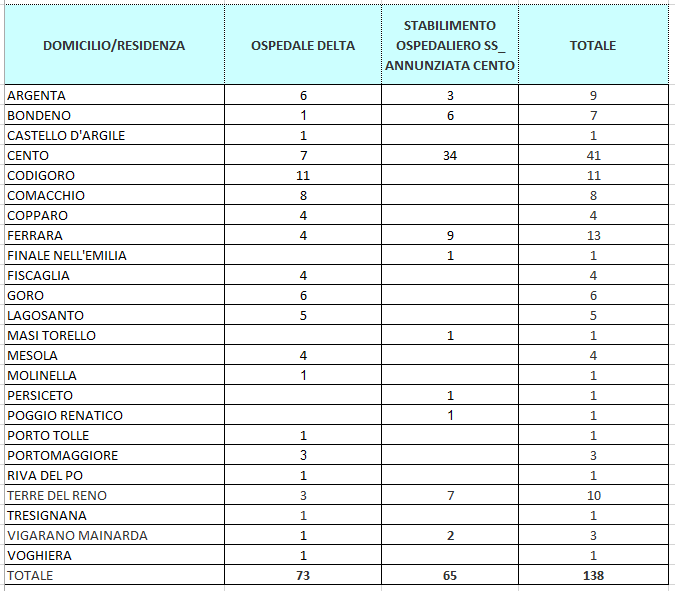 DOMICILIO/RESIDENZA OSPEDALE DELTA STABILIMENTO OSPEDALIERO SS_ ANNUNZIATA CENTO TOTALE
ARGENTA 6 3 9
BONDENO 1 6 7
CASTELLO D'ARGILE 1 1
CENTO 7 34 41
CODIGORO 11 11
COMACCHIO 8 8
COPPARO 4 4
FERRARA 4 9 13
FINALE NELL'EMILIA 1 1
FISCAGLIA 4 4
GORO 6 6
LAGOSANTO 5 5
MASI TORELLO 1 1
MESOLA 4 4
MOLINELLA 1 1
PERSICETO 1 1
POGGIO RENATICO 1 1
PORTO TOLLE 1 1
PORTOMAGGIORE 3 3
RIVA DEL PO 1 1
TERRE DEL RENO 3 7 10
TRESIGNANA 1 1
VIGARANO MAINARDA 1 2 3
VOGHIERA 1 1
TOTALE 73 65 138